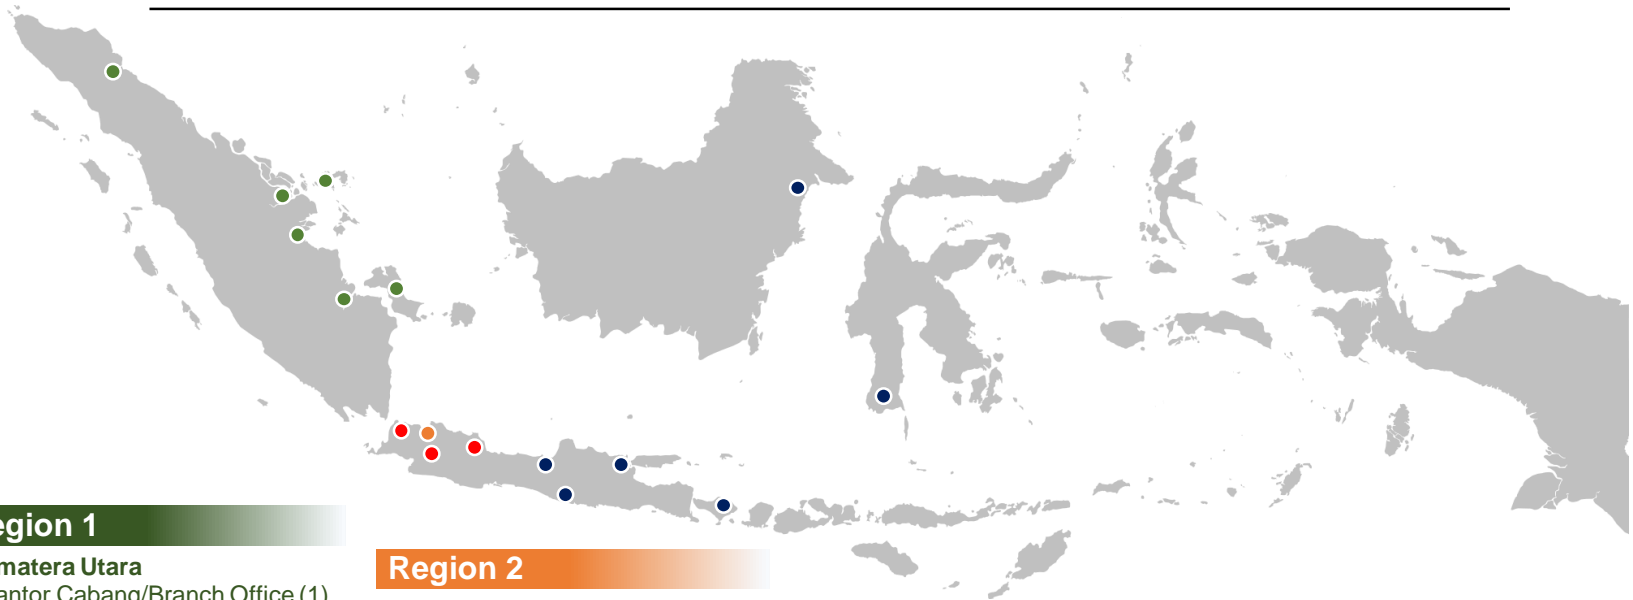 egion 1
matera Utara
antor Cabang/Branch Office (1)
Region 2